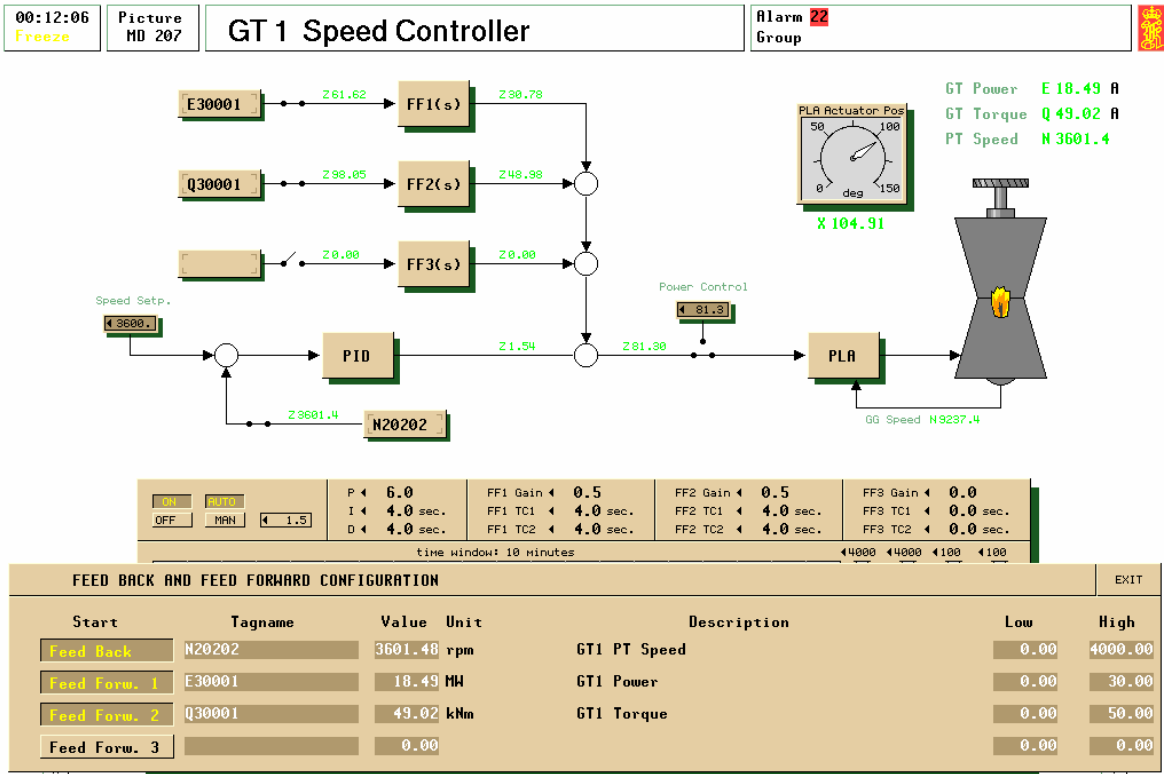 00:12:06
Freeze
Picture
MD 207
GT 1 Speed Controller
Alarm 22
Group
E30001
Z61.62
FF1(s)
Z30.78
GT Power E18.49 A
GT Torque Q49.02 A
PT Speed N3601.4
PLA Actuator Pos
50 100
0 deg 150
X104.91
Q30001
Z98.05
FF2(s)
Z48.98
Z0.00
FF3(s)
Z0.00
Speed Setp.
3600.
Power Control
81.3
PID
Z1.54
Z81.30
PLA
Z3601.4
N20202
GG Speed N9237.4
ON AUTO
OFF MAN 1.5
P 6.0
I 4.0 sec.
D 4.0 sec.
FF1 Gain 0.5
FF1 TC1 4.0 sec.
FF1 TC2 4.0 sec.
FF2 Gain 0.5
FF2 TC1 4.0 sec.
FF2 TC2 4.0 sec.
FF3 Gain 0.0
FF3 TC1 0.0 sec.
FF3 TC2 0.0 sec.
time window: 10 minutes 4000 4000 100 100
FEED BACK AND FEED FORWARD CONFIGURATION EXIT
Start Tagname Value Unit Description Low High
Feed Back N20202 3601.48 rpm GT1 PT Speed 0.00 4000.00
Feed Forw. 1 E30001 18.49 MW GT1 Power 0.00 30.00
Feed Forw. 2 Q30001 49.02 kNm GT1 Torque 0.00 50.00
Feed Forw. 3 0.00 0.00 0.00